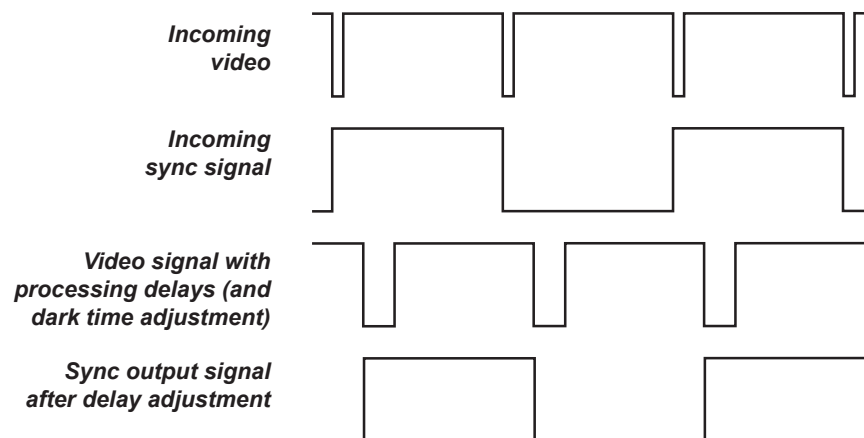 Incoming
video
Incoming
sync signal
Video signal with
processing delays (and
dark time adjustment)
Sync output signal
after delay adjustment